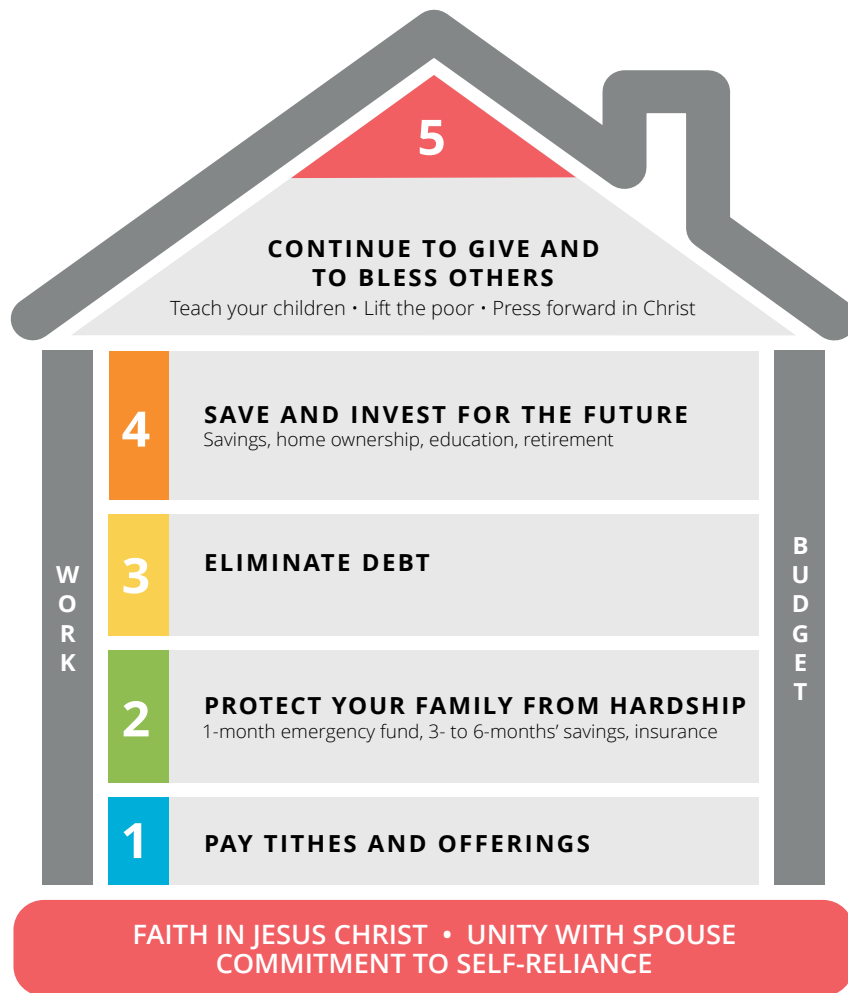 5
CONTINUE TO GIVE AND
TO BLESS OTHERS
Teach your children • Lift the poor • Press forward in Christ
4
SAVE AND INVEST FOR THE FUTURE
Savings, home ownership, education, retirement
3
ELIMINATE DEBT
2
PROTECT YOUR FAMILY FROM HARDSHIP
1-month emergency fund, 3- to 6-months’ savings, insurance
1
PAY TITHES AND OFFERINGS
WORK
BUDGET
FAITH IN JESUS CHRIST • UNITY WITH SPOUSE
COMMITMENT TO SELF-RELIANCE